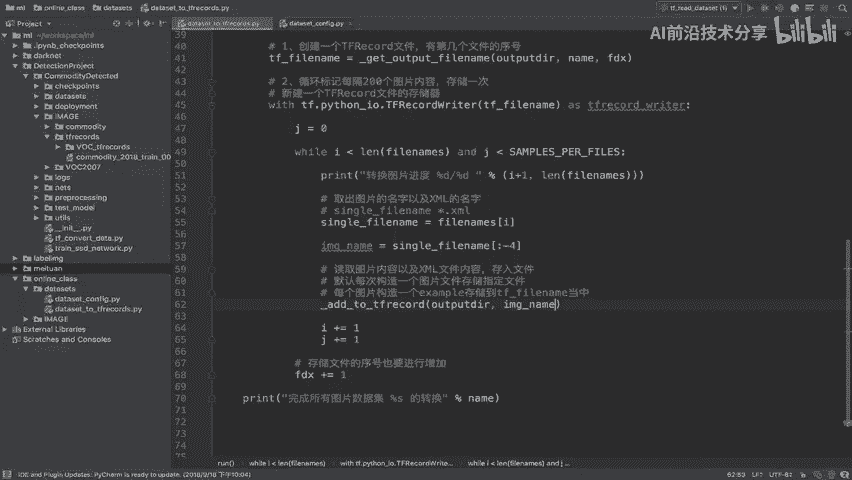 ml
online_class
datasets
dataset_to_tfrecords.py
tf_read_dataset (1)
AI前沿技术分享 bilibili
Project
dataset_to_tfrecords.py
dataset_config.py
ml
.ipynb_checkpoints
darknet
DetectionProject
CommodityDetected
checkpoints
datasets
deployment
IMAGE
commodity
tfrecords
VOC_tfrecords
commodity_2018_train_00
VOC2007
logs
nets
preprocessing
test_model
utils
__init__.py
tf_convert_data.py
train_ssd_network.py
labelImg
meituan
online_class
datasets
dataset_config.py
dataset_to_tfrecords.py
IMAGE
External Libraries
Scratches and Consoles
39
40 # 1、创建一个TFRecord文件，有第几个文件的序号
41 tf_filename = _get_output_filename(outputdir, name, fdx)
42
43 # 2、循环标记每隔200个图片内容，存储一次
44 # 新建一个TFRecord文件的存储器
45 with tf.python_io.TFRecordWriter(tf_filename) as tfrecord_writer:
46
47 j = 0
48
49 while i < len(filenames) and j < SAMPLES_PER_FILES:
50
51 print("转换图片进度 %d/%d " % (i+1, len(filenames)))
52
53 # 取出图片的名字以及XML的名字
54 # single_filename *.xml
55 single_filename = filenames[i]
56
57 img_name = single_filename[:-4]
58
59 # 读取图片内容以及XML文件内容，存入文件
60 # 默认每次构造一个图片文件存储指定文件
61 # 每个图片构造一个example存储到tf_filename当中
62 _add_to_tfrecord(outputdir, img_name)
63
64 i += 1
65 j += 1
66
67 # 存储文件的序号也要进行增加
68 fdx += 1
69
70 print("完成所有图片数据集 %s 的转换" % name)
71
72
73
74
75
run()
while i < len(filenames)
with tf.python_io.TFRecordWrite...
while i < len(filenames) and j ...
IDE and Plugin Updates: PyCharm is ready to update. (2018/9/18 下午10:04)
62:53 LF÷ UTF-8÷